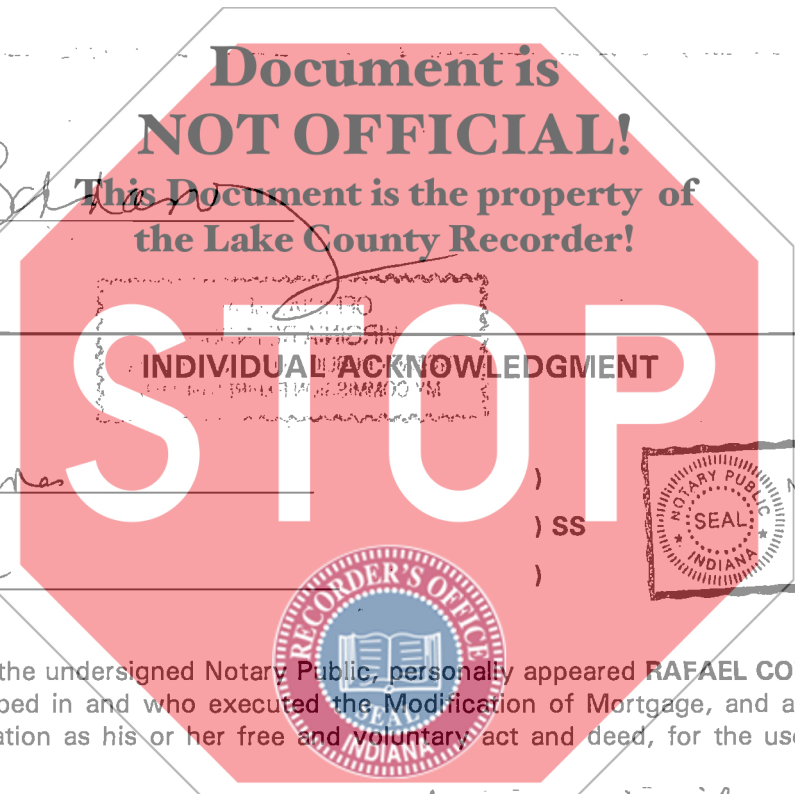 Document is
NOT OFFICIAL!
This Document is the property of
the Lake County Recorder!
STOP
INDIVIDUAL ACKNOWLEDGMENT
)
) SS
)
NOTARY PUBLIC
SEAL
INDIANA
RECORDER'S OFFICE
SEAL
INDIANA
the undersigned Notary Public, personally appeared RAFAEL CO
bed in and who executed the Modification of Mortgage, and a
ation as his or her free and voluntary act and deed, for the use